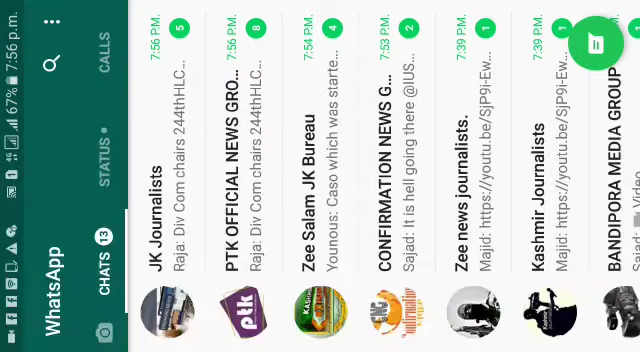 67% 7:56 p.m.
WhatsApp
CHATS 13
STATUS
CALLS
JK Journalists
7:56 P.M.
Raja: Div Com chairs 244thHLC...
5
PTK OFFICIAL NEWS GRO...
7:56 P.M.
Raja: Div Com chairs 244thHLC...
8
ptk
Zee Salam JK Bureau
7:54 P.M.
Younous: Caso which was starte...
4
CONFIRMATION NEWS G...
7:53 P.M.
Sajad: It is hell going there @IUS...
2
Zee news journalists.
7:39 P.M.
Majid: https://youtu.be/SjP9i-Ew...
1
Kashmir Journalists
7:39 P.M.
Majid: https://youtu.be/SjP9i-Ew...
1
BANDIPORA MEDIA GROUP
Video